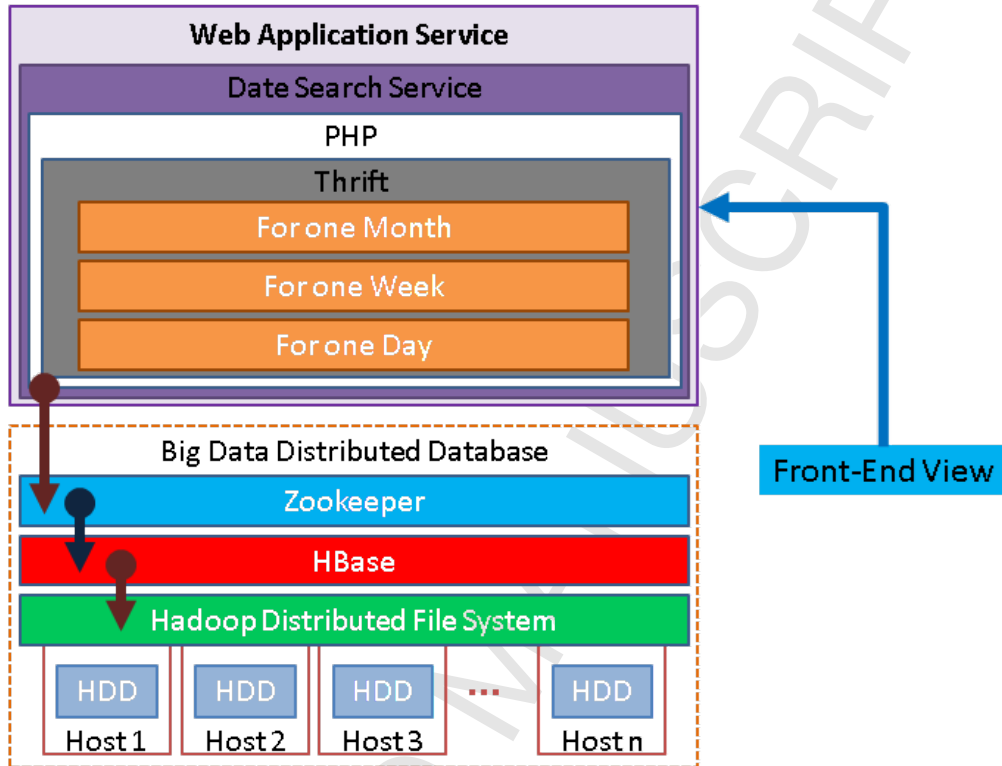 Web Application Service
Date Search Service
PHP
Thrift
For one Month
For one Week
For one Day
Front-End View
Big Data Distributed Database
Zookeeper
HBase
Hadoop Distributed File System
HDD HDD HDD ... HDD
Host 1 Host 2 Host 3 Host n